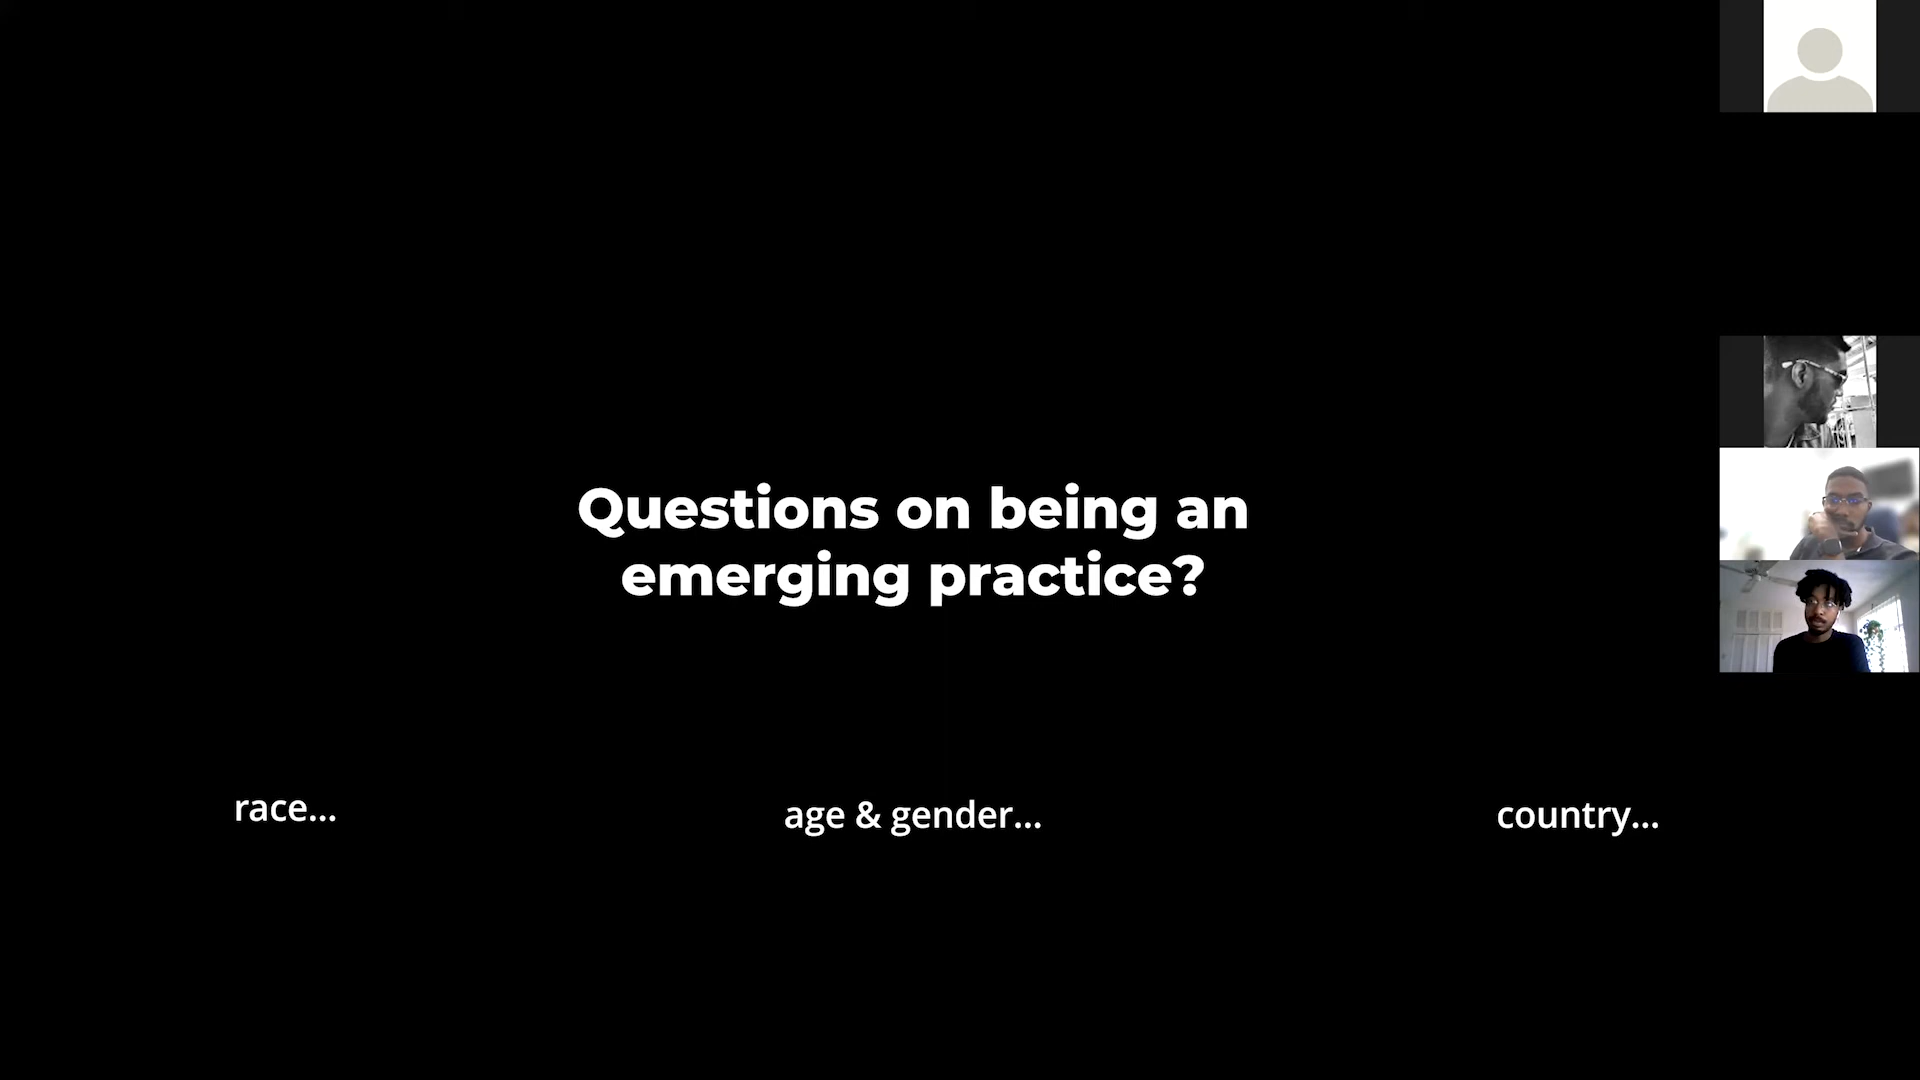 Questions on being an
emerging practice?
race...
age & gender...
country...